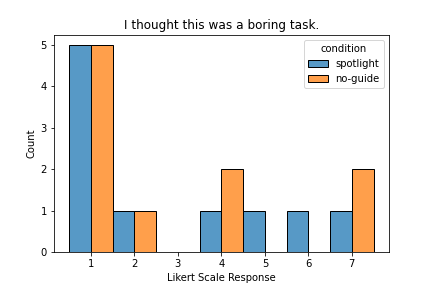 I thought this was a boring task.
condition
spotlight
no-guide
5
4
3
2
1
0
Count
1 2 3 4 5 6 7
Likert Scale Response